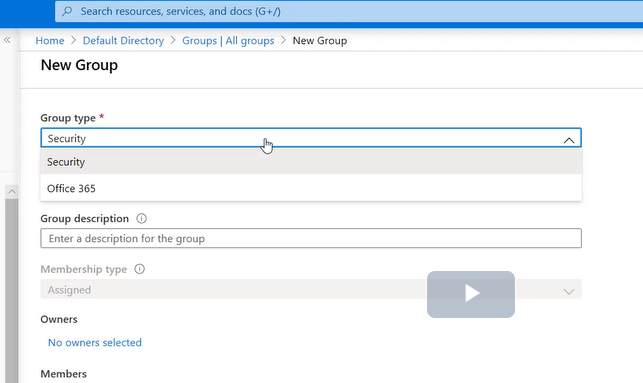 Search resources, services, and docs (G+/)
Home > Default Directory > Groups | All groups > New Group
New Group
Group type *
Security
Security
Office 365
Group description
Enter a description for the group
Membership type
Assigned
Owners
No owners selected
Members